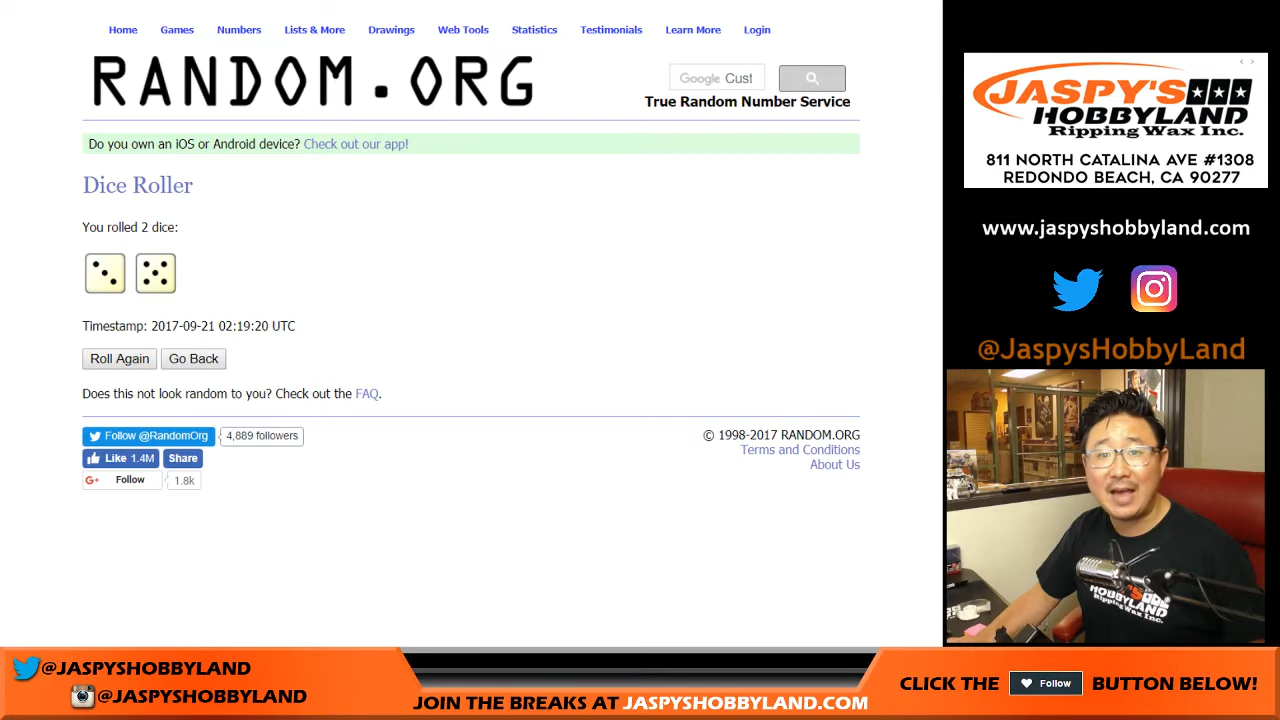 Home Games Numbers Lists & More Drawings Web Tools Statistics Testimonials Learn More Login
RANDOM.ORG
Google Cust
True Random Number Service
Do you own an iOS or Android device? Check out our app!
Dice Roller
You rolled 2 dice:
Timestamp: 2017-09-21 02:19:20 UTC
Roll Again Go Back
Does this not look random to you? Check out the FAQ.
Follow @RandomOrg 4,889 followers
Like 1.4M Share
G+ Follow 1.8k
© 1998-2017 RANDOM.ORG
Terms and Conditions
About Us
JASPY'S
HOBBYLAND
Ripping Wax Inc.
811 NORTH CATALINA AVE #1308
REDONDO BEACH, CA 90277
www.jaspyshobbyland.com
@JaspysHobbyLand
HOBBYLAND
Ripping Wax Inc.
@JASPYSHOBBYLAND
@JASPYSHOBBYLAND
JOIN THE BREAKS AT JASPYSHOBBYLAND.COM
CLICK THE Follow BUTTON BELOW!